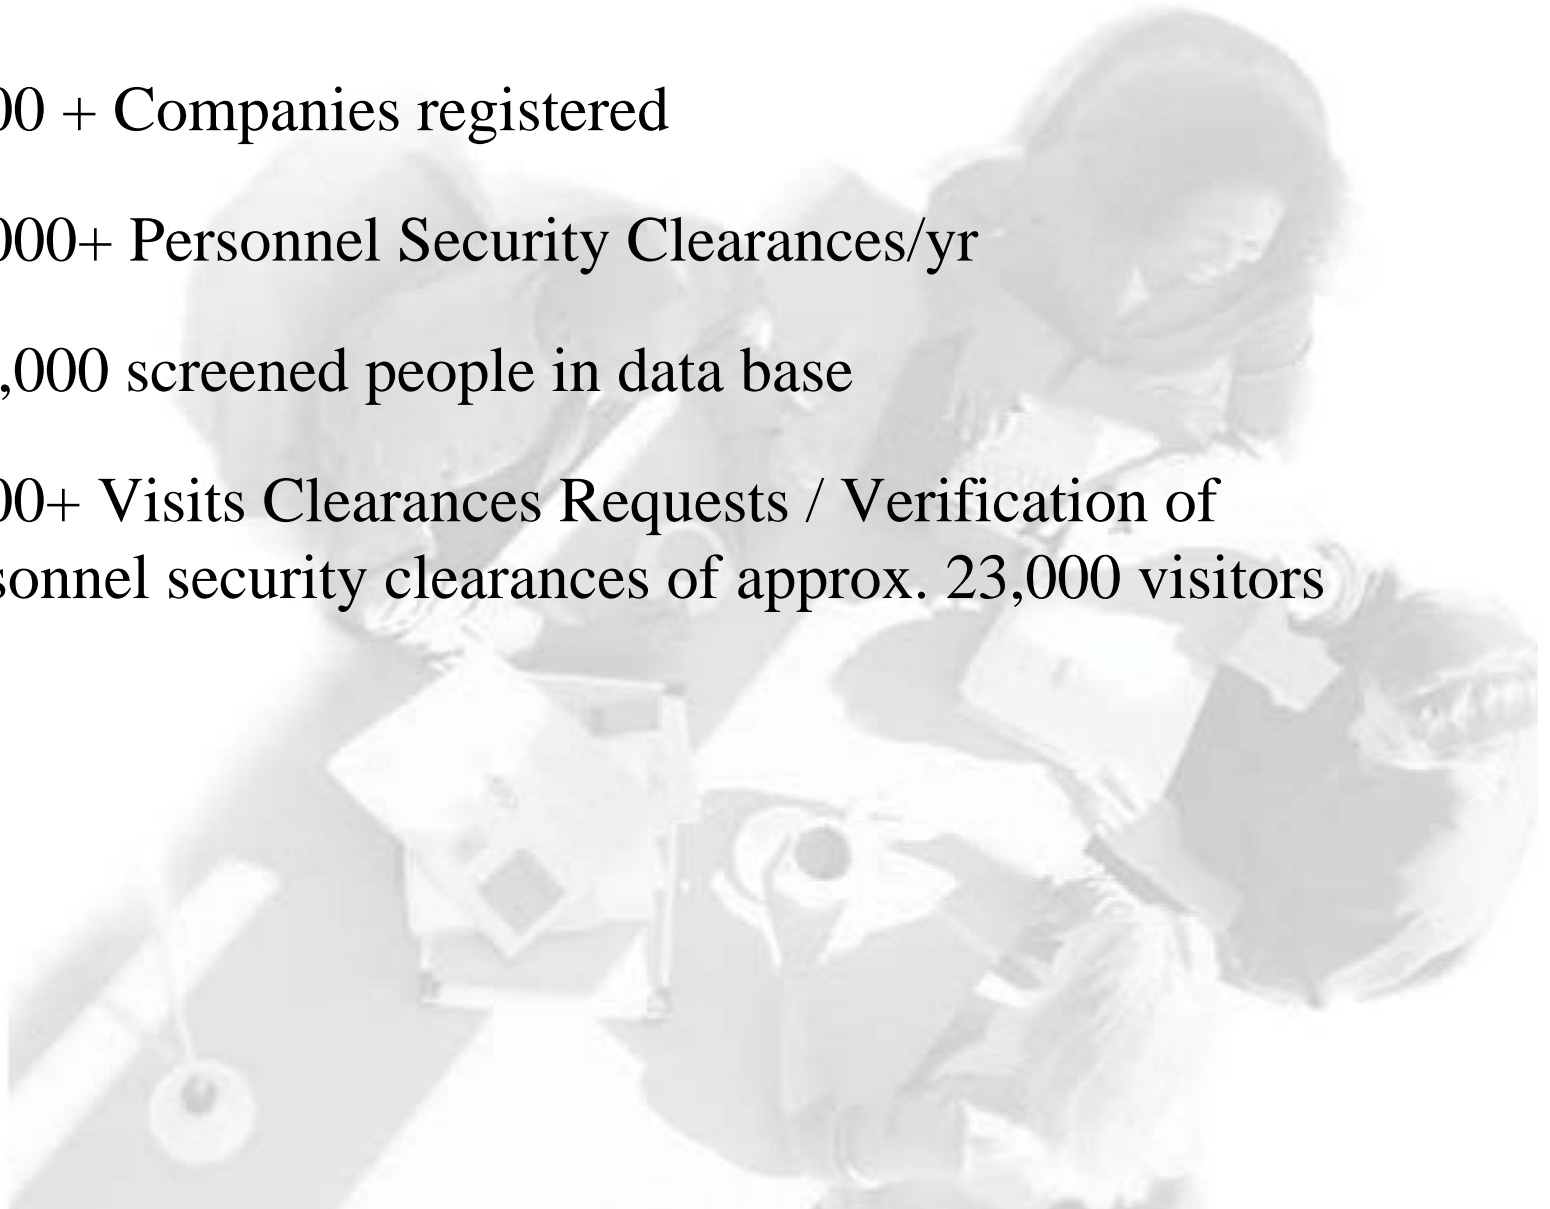 00 + Companies registered
000+ Personnel Security Clearances/yr
,000 screened people in data base
00+ Visits Clearances Requests / Verification of
sonnel security clearances of approx. 23,000 visitors